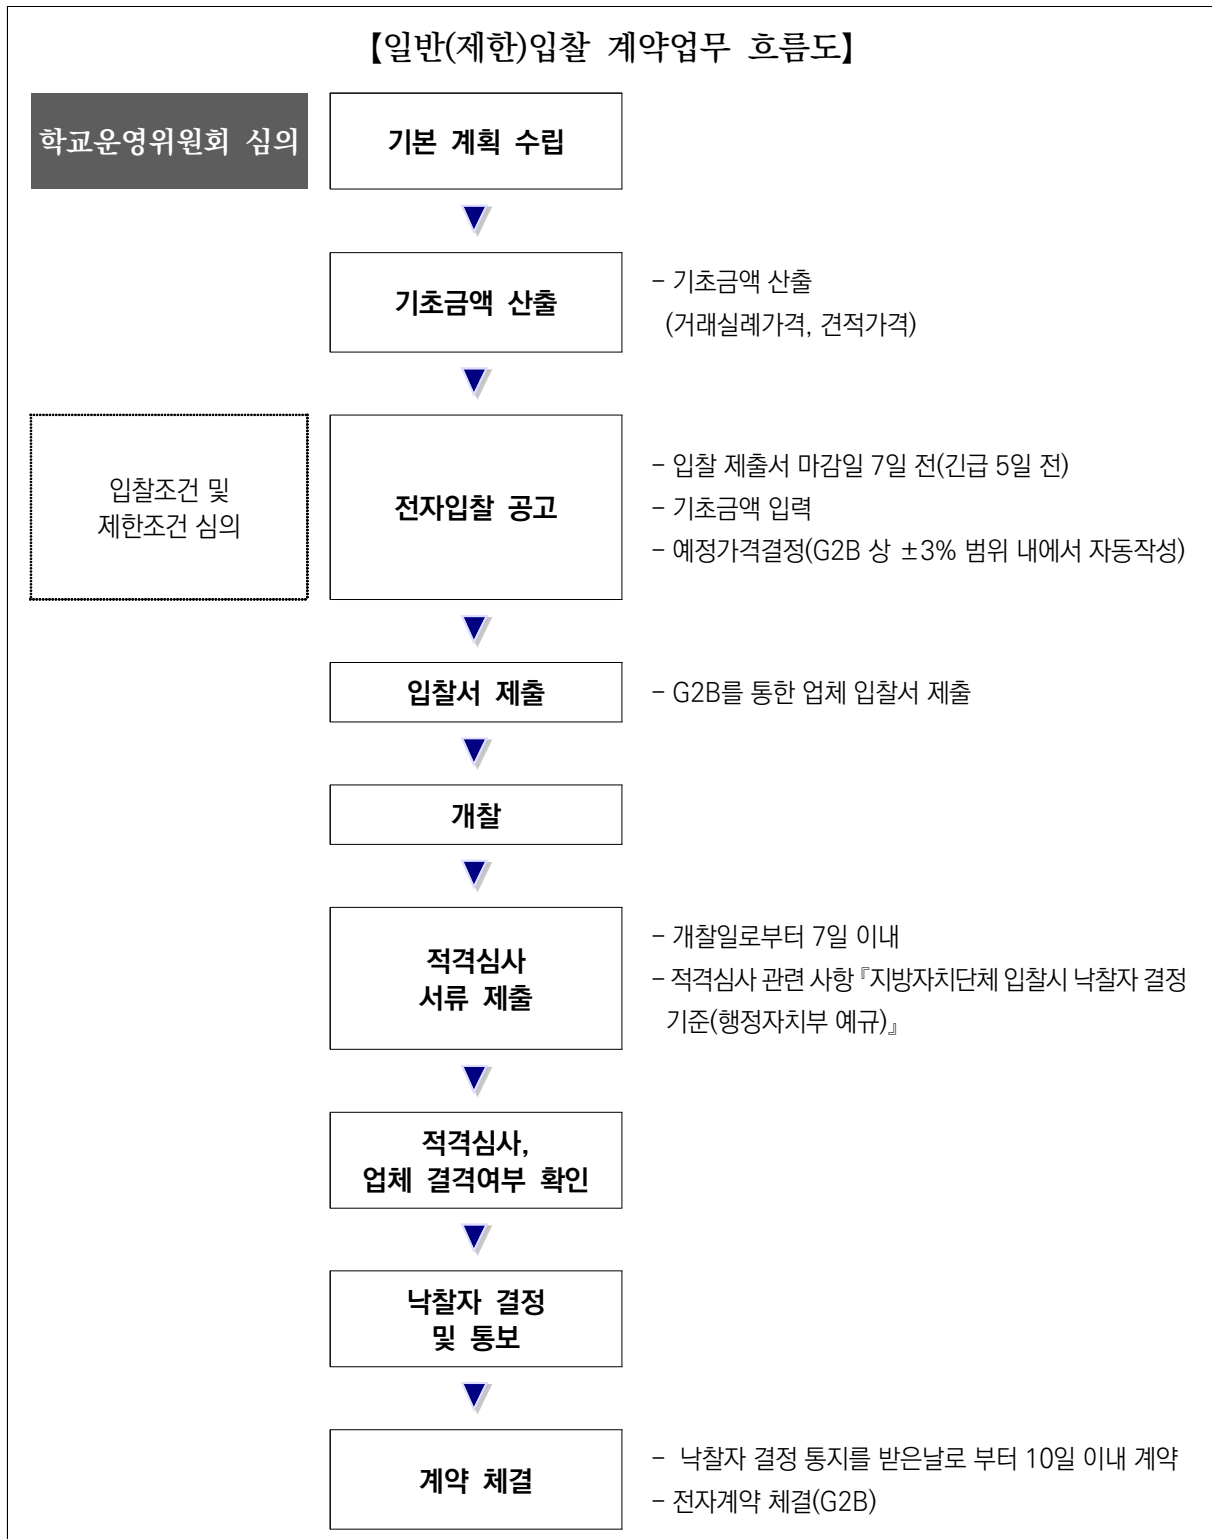 【일반(제한)입찰 계약업무 흐름도】
학교운영위원회 심의
기본 계획 수립
기초금액 산출
- 기초금액 산출
(거래실례가격, 견적가격)
입찰조건 및
제한조건 심의
전자입찰 공고
- 입찰 제출서 마감일 7일 전(긴급 5일 전)
- 기초금액 입력
- 예정가격결정(G2B 상 ±3% 범위 내에서 자동작성)
입찰서 제출
- G2B를 통한 업체 입찰서 제출
개찰
적격심사
서류 제출
- 개찰일로부터 7일 이내
- 적격심사 관련 사항『지방자치단체 입찰시 낙찰자 결정
기준(행정자치부 예규)』
적격심사,
업체 결격여부 확인
낙찰자 결정
및 통보
계약 체결
- 낙찰자 결정 통지를 받은날로 부터 10일 이내 계약
- 전자계약 체결(G2B)